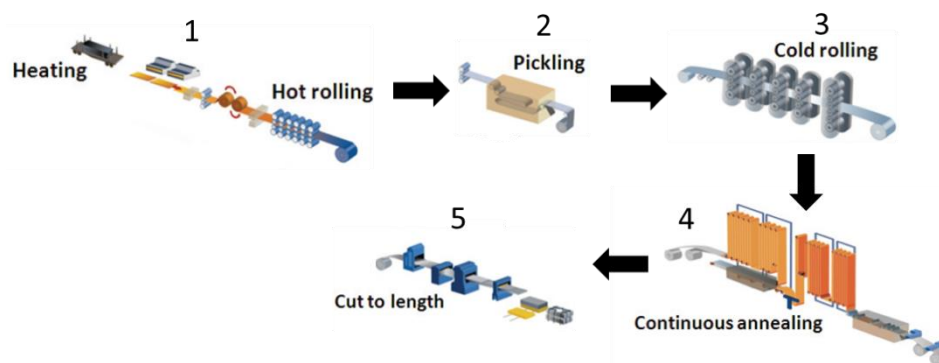 1
Heating
Hot rolling
2
Pickling
3
Cold rolling
4
Continuous annealing
5
Cut to length